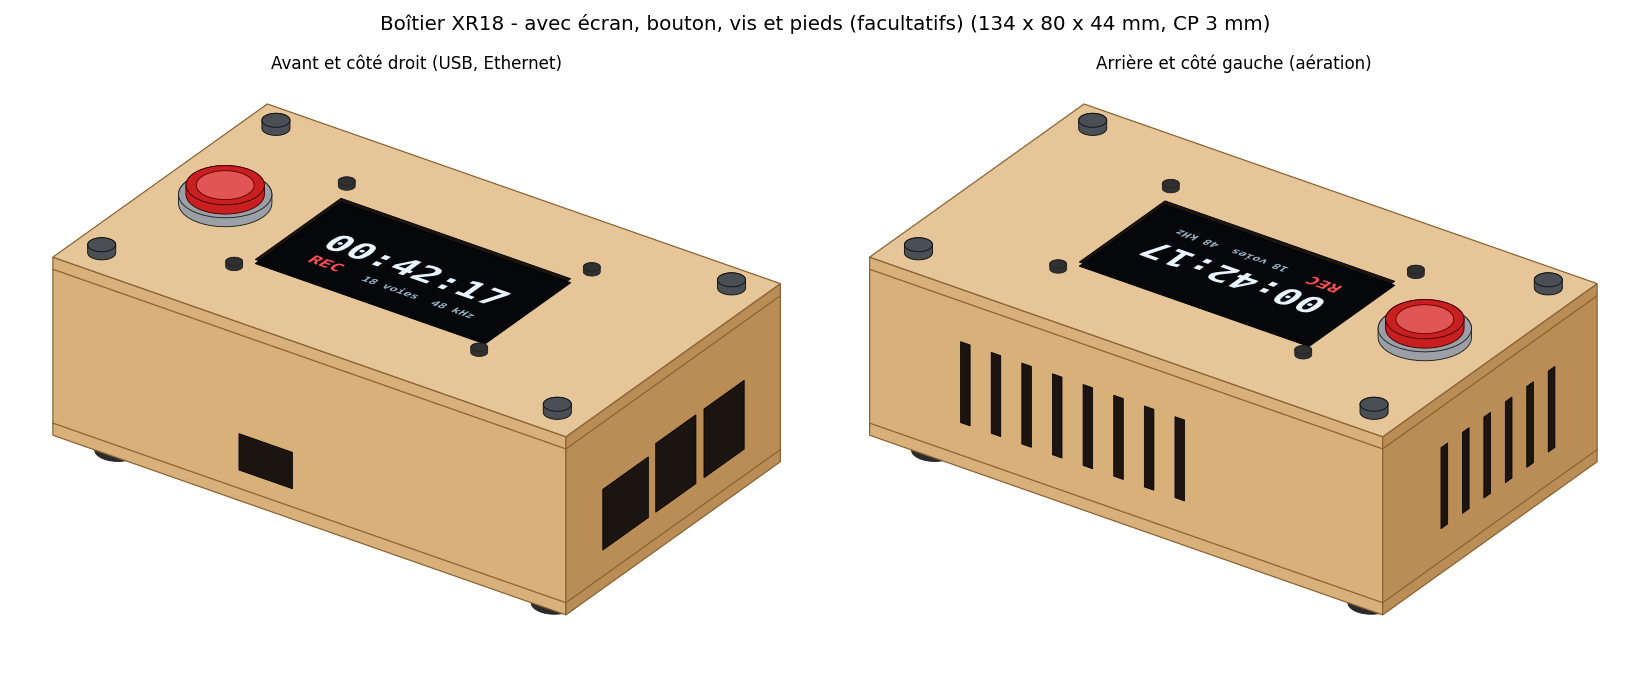 Boîtier XR18 - avec écran, bouton, vis et pieds (facultatifs) (134 x 80 x 44 mm, CP 3 mm)
Avant et côté droit (USB, Ethernet)
00:42:17
REC
18 voies 48 kHz
Arrière et côté gauche (aération)
00:42:17
REC
18 voies 48 kHz